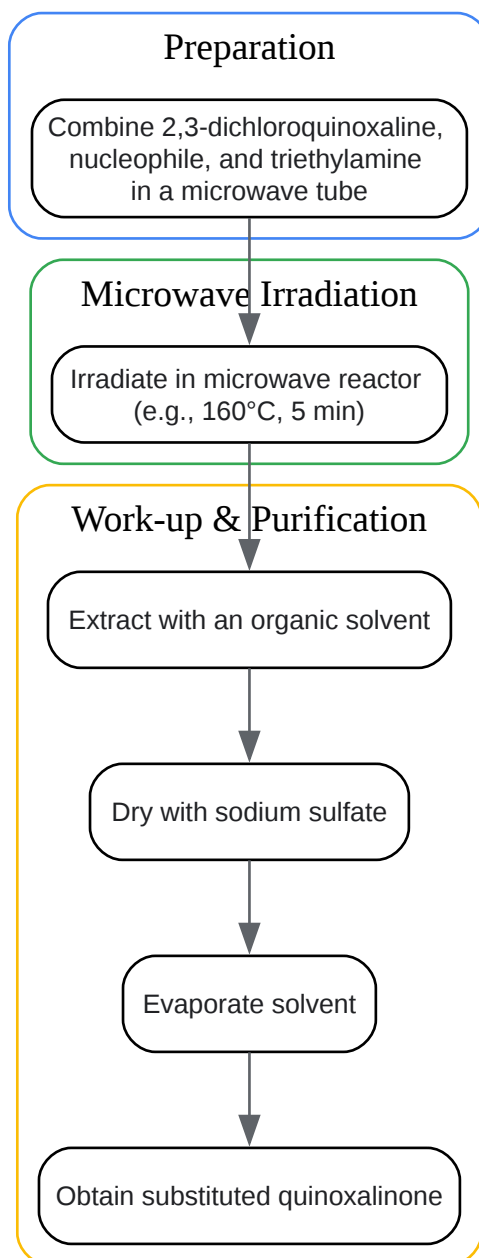 Preparation
Combine 2,3-dichloroquinoxaline,
nucleophile, and triethylamine
in a microwave tube
Microwave Irradiation
Irradiate in microwave reactor
(e.g., 160°C, 5 min)
Work-up & Purification
Extract with an organic solvent
Dry with sodium sulfate
Evaporate solvent
Obtain substituted quinoxalinone